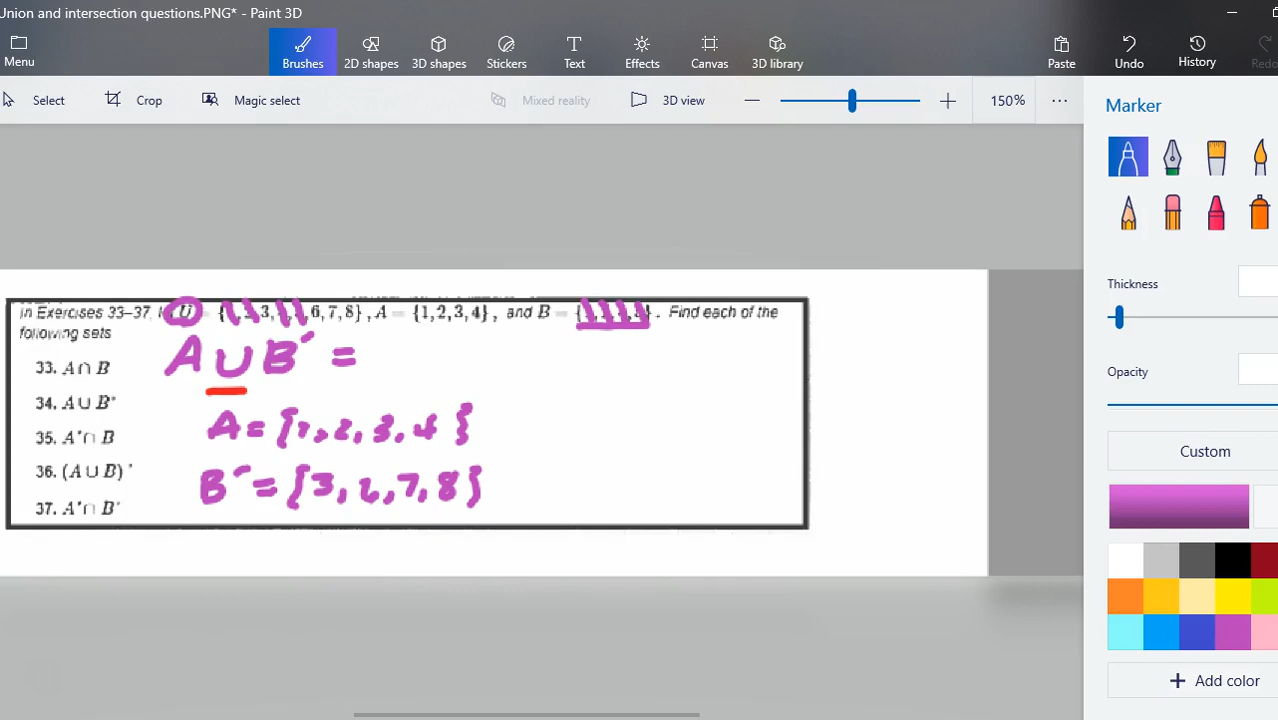 Union and intersection questions.PNG* - Paint 3D
Menu
Brushes
2D shapes
3D shapes
Stickers
Text
Effects
Canvas
3D library
Paste
Undo
History
Redo
Select
Crop
Magic select
Mixed reality
3D view
150%
Marker
Thickness
Opacity
Custom
Add color
In Exercises 33–37, U = { 3, 6,7,8}, A = {1,2,3,4}, and B = { }. Find each of the
following sets
A ∪ B′ =
33. A ∩ B
34. A ∪ B′
A = {1,2,3,4}
35. A′ ∩ B
36. (A ∪ B)′
B′ = {3,6,7,8}
37. A′ ∩ B′